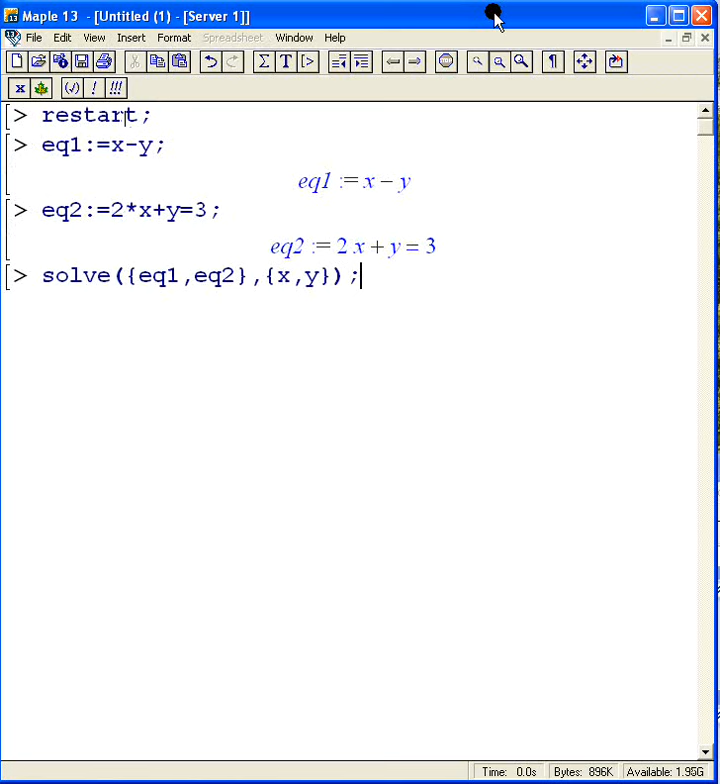 Maple 13 - [Untitled (1) - [Server 1]]
File Edit View Insert Format Table Spreadsheet Window Help
x (√) ! !!!
[> restart;
[> eq1:=x-y;
eq1 := x − y
[> eq2:=2*x+y=3;
eq2 := 2 x + y = 3
[> solve({eq1,eq2},{x,y});
Time: 0.0s Bytes: 896K Available: 1.95G